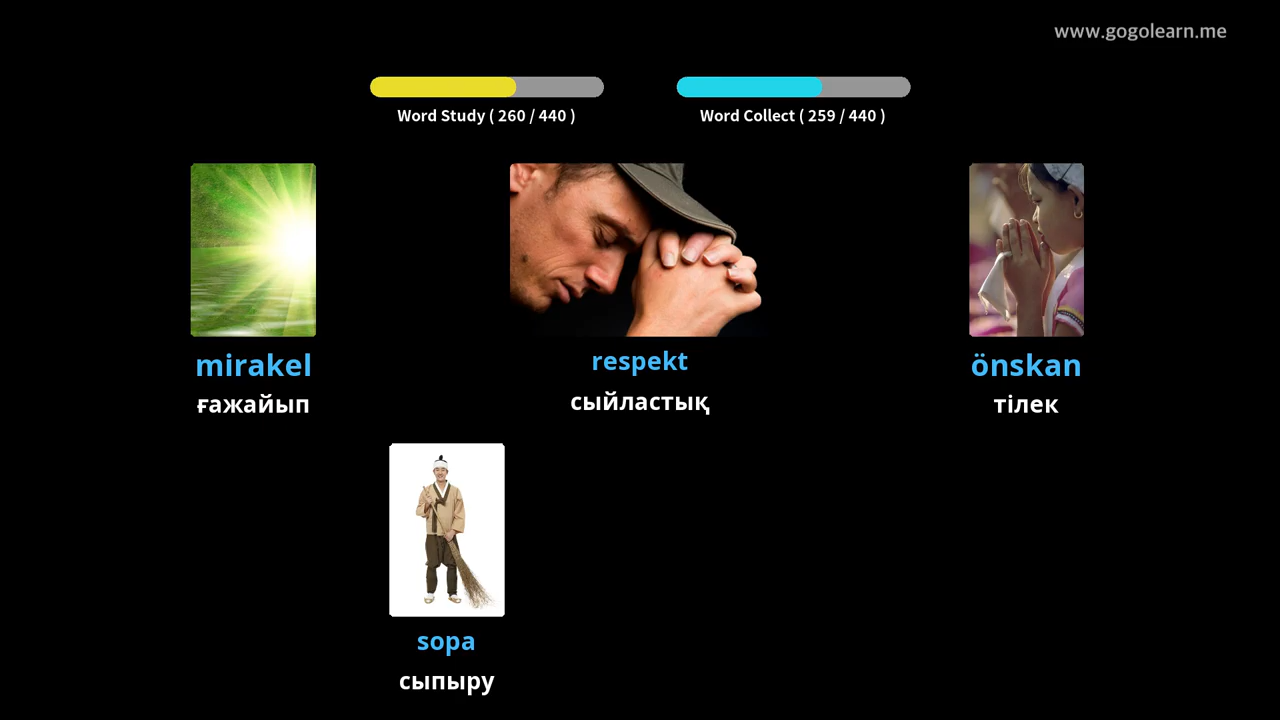 www.gogolearn.me
Word Study ( 260 / 440 )
Word Collect ( 259 / 440 )
mirakel
ғажайып
respekt
сыйластық
önskan
тілек
sopa
сыпыру